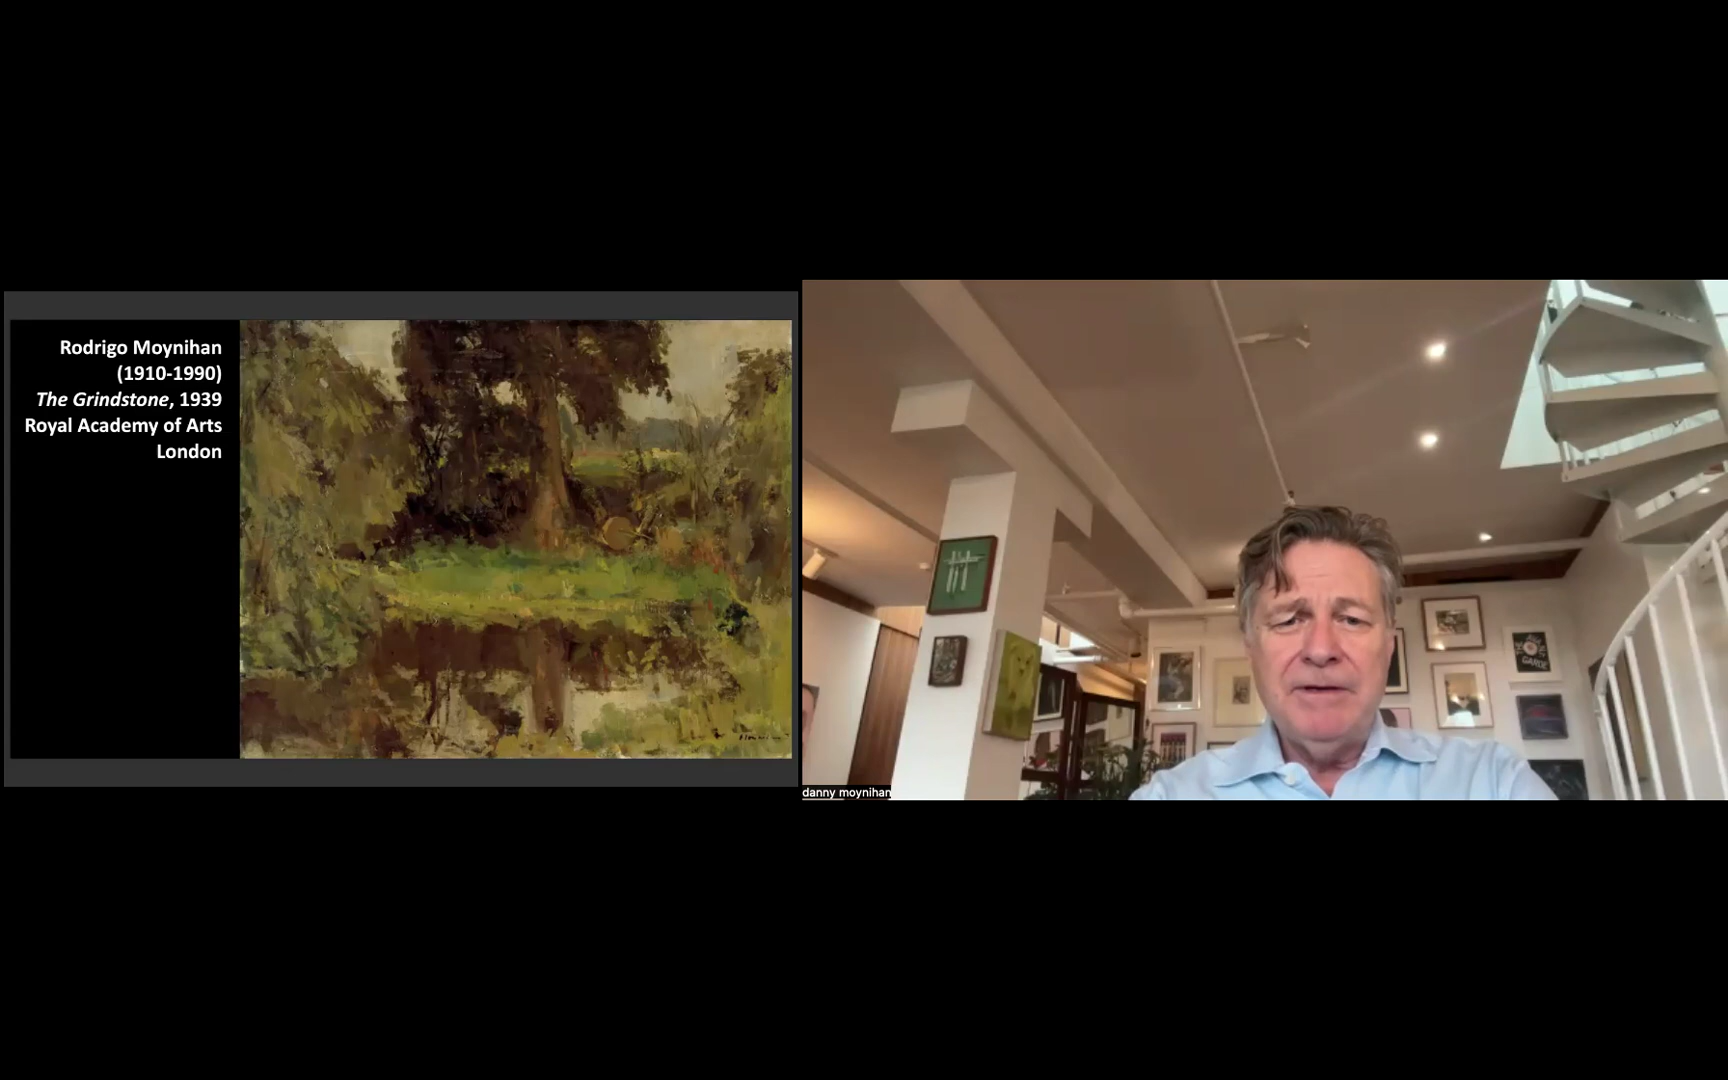 Rodrigo Moynihan
(1910-1990)
The Grindstone, 1939
Royal Academy of Arts
London
danny moynihan